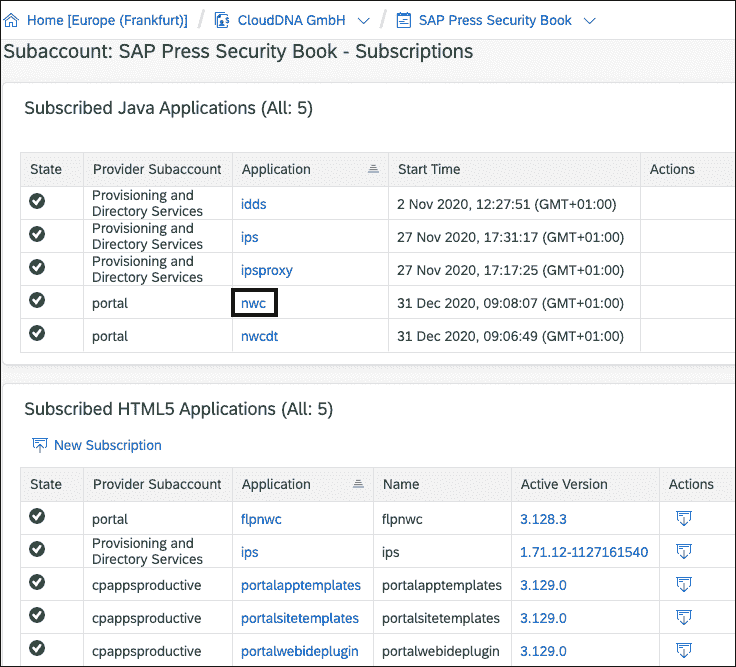 Home [Europe (Frankfurt)] / CloudDNA GmbH / SAP Press Security Book
Subaccount: SAP Press Security Book - Subscriptions
Subscribed Java Applications (All: 5)
State Provider Subaccount Application Start Time Actions
Provisioning and
Directory Services idds 2 Nov 2020, 12:27:51 (GMT+01:00)
Provisioning and
Directory Services ips 27 Nov 2020, 17:31:17 (GMT+01:00)
Provisioning and
Directory Services ipsproxy 27 Nov 2020, 17:17:25 (GMT+01:00)
portal nwc 31 Dec 2020, 09:08:07 (GMT+01:00)
portal nwcdt 31 Dec 2020, 09:06:49 (GMT+01:00)
Subscribed HTML5 Applications (All: 5)
New Subscription
State Provider Subaccount Application Name Active Version Actions
portal flpnwc flpnwc 3.128.3
Provisioning and
Directory Services ips ips 1.71.12-1127161540
cpappsproductive portalapptemplates portalapptemplates 3.129.0
cpappsproductive portalsitetemplates portalsitetemplates 3.129.0
cpappsproductive portalwebideplugin portalwebideplugin 3.129.0